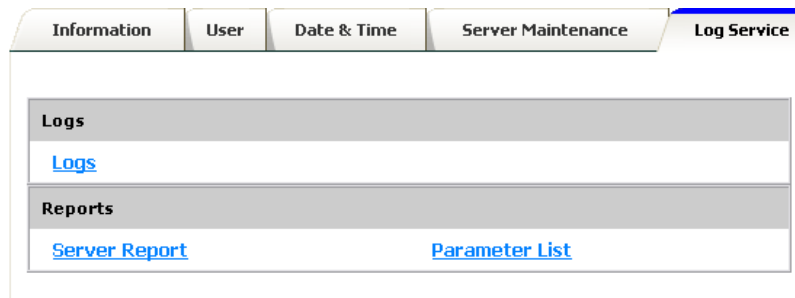 Information User Date & Time Server Maintenance Log Service
Logs
Logs
Reports
Server Report Parameter List